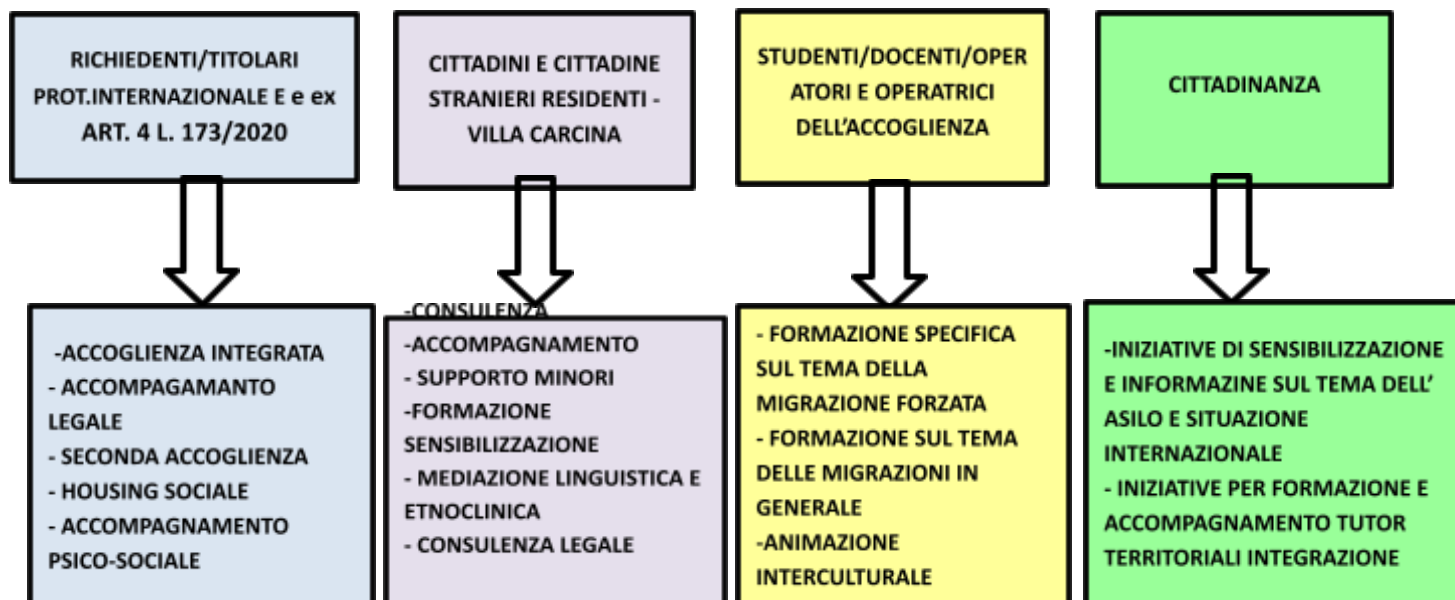 RICHIEDENTI/TITOLARI
PROT.INTERNAZIONALE E e ex
ART. 4 L. 173/2020
CITTADINI E CITTADINE
STRANIERI RESIDENTI -
VILLA CARCINA
STUDENTI/DOCENTI/OPER
ATORI E OPERATRICI
DELL'ACCOGLIENZA
CITTADINANZA
-ACCOGLIENZA INTEGRATA
- ACCOMPAGAMANTO
LEGALE
- SECONDA ACCOGLIENZA
- HOUSING SOCIALE
- ACCOMPAGNAMENTO
PSICO-SOCIALE
-CONSULENZA
-ACCOMPAGNAMENTO
- SUPPORTO MINORI
-FORMAZIONE
SENSIBILIZZAZIONE
- MEDIAZIONE LINGUISTICA E
ETNOCLINICA
- CONSULENZA LEGALE
- FORMAZIONE SPECIFICA
SUL TEMA DELLA
MIGRAZIONE FORZATA
- FORMAZIONE SUL TEMA
DELLE MIGRAZIONI IN
GENERALE
-ANIMAZIONE
INTERCULTURALE
-INIZIATIVE DI SENSIBILIZZAZIONE
E INFORMAZINE SUL TEMA DELL'
ASILO E SITUAZIONE
INTERNAZIONALE
- INIZIATIVE PER FORMAZIONE E
ACCOMPAGNAMENTO TUTOR
TERRITORIALI INTEGRAZIONE